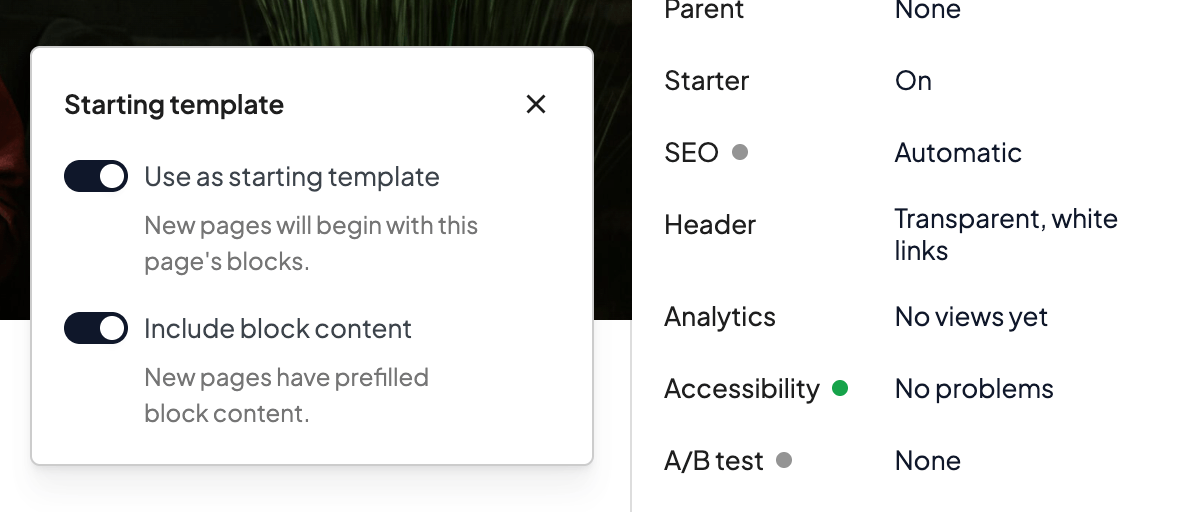 Starting template
Use as starting template
New pages will begin with this
page's blocks.
Include block content
New pages have prefilled
block content.
Parent None
Starter On
SEO Automatic
Header Transparent, white
links
Analytics No views yet
Accessibility No problems
A/B test None